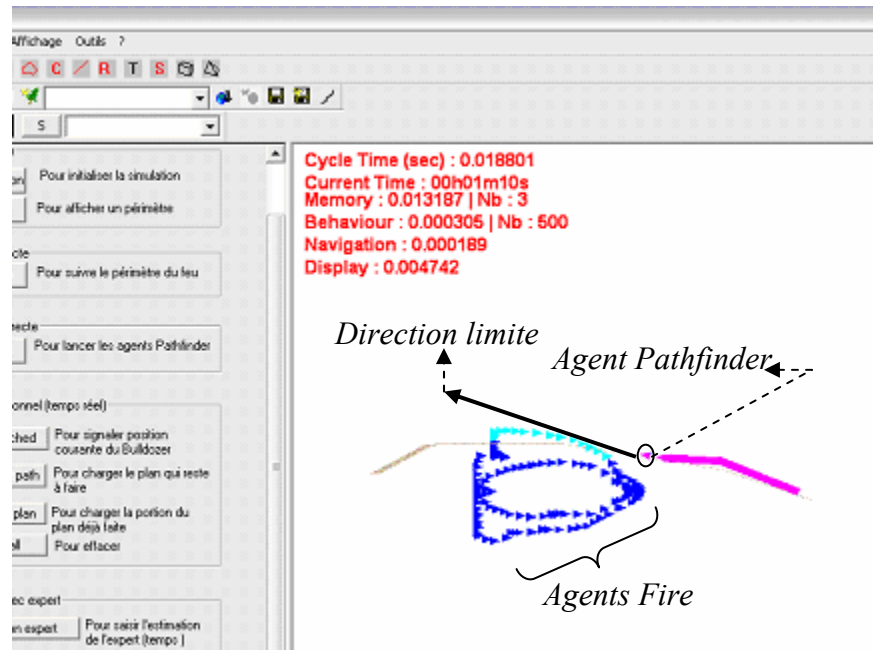 Affichage Outils ?
C R T S
S
Pour initialiser la simulation
Pour afficher un périmètre
Pour suivre le périmètre du feu
Pour lancer les agents Pathfinder
onnel (temps réel)
ched Pour signaler position
courante du Bulldozer
path Pour charger le plan qui reste
à faire
plan Pour charger la portion du
plan déjà faite
Pour effacer
ec expert
n expert Pour saisir l'estimation
de l'expert (temps )
Cycle Time (sec) : 0.018801
Current Time : 00h01m10s
Memory : 0.013187 | Nb : 3
Behaviour : 0.000305 | Nb : 500
Navigation : 0.000189
Display : 0.004742
Direction limite
Agent Pathfinder
Agents Fire